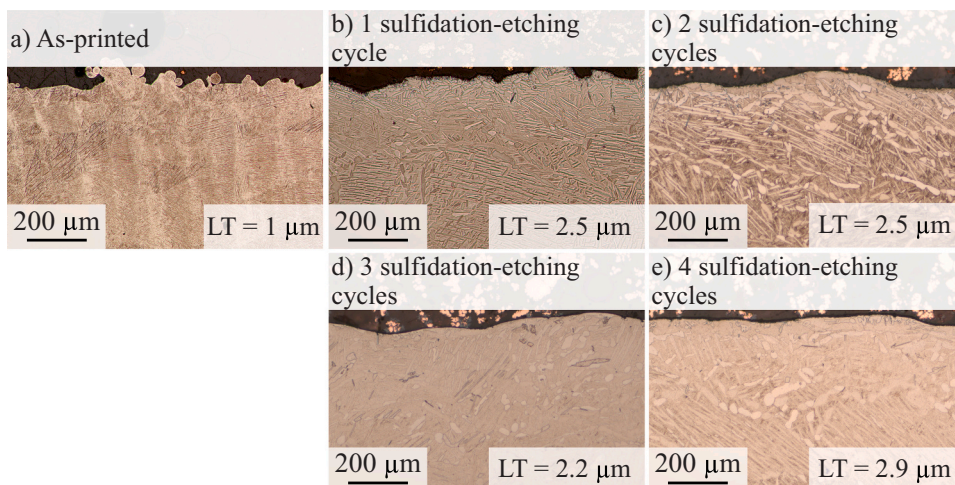 a) As-printed
b) 1 sulfidation-etching
cycle
c) 2 sulfidation-etching
cycles
200 µm
LT = 1 µm
200 µm
LT = 2.5 µm
200 µm
LT = 2.5 µm
d) 3 sulfidation-etching
cycles
e) 4 sulfidation-etching
cycles
200 µm
LT = 2.2 µm
200 µm
LT = 2.9 µm